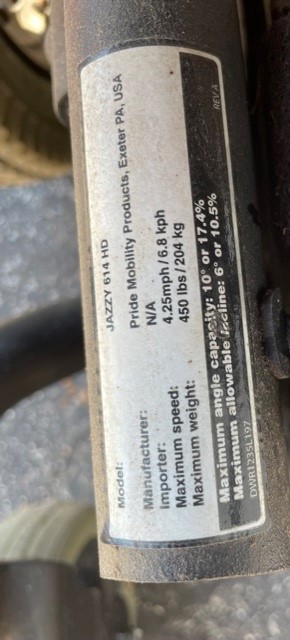 Model: JAZZY 614 HD
Manufacturer: Pride Mobility Products, Exeter PA, USA
Importer: N/A
Maximum speed: 4.25mph / 6.8 kph
Maximum weight: 450 lbs / 204 kg
Maximum angle capacity: 10° or 17.4%
Maximum allowable incline: 6° or 10.5%
DWR1235L197 REV A